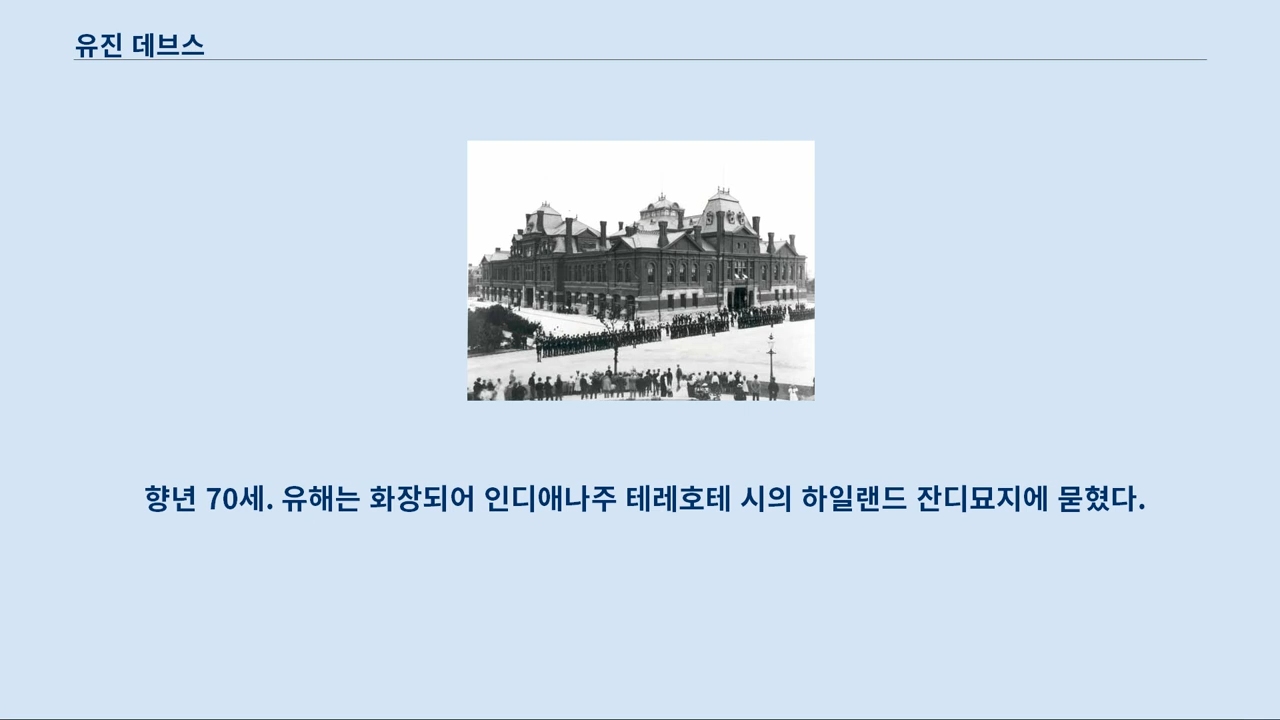 유진 데브스
향년 70세. 유해는 화장되어 인디애나주 테레호테 시의 하일랜드 잔디묘지에 묻혔다.